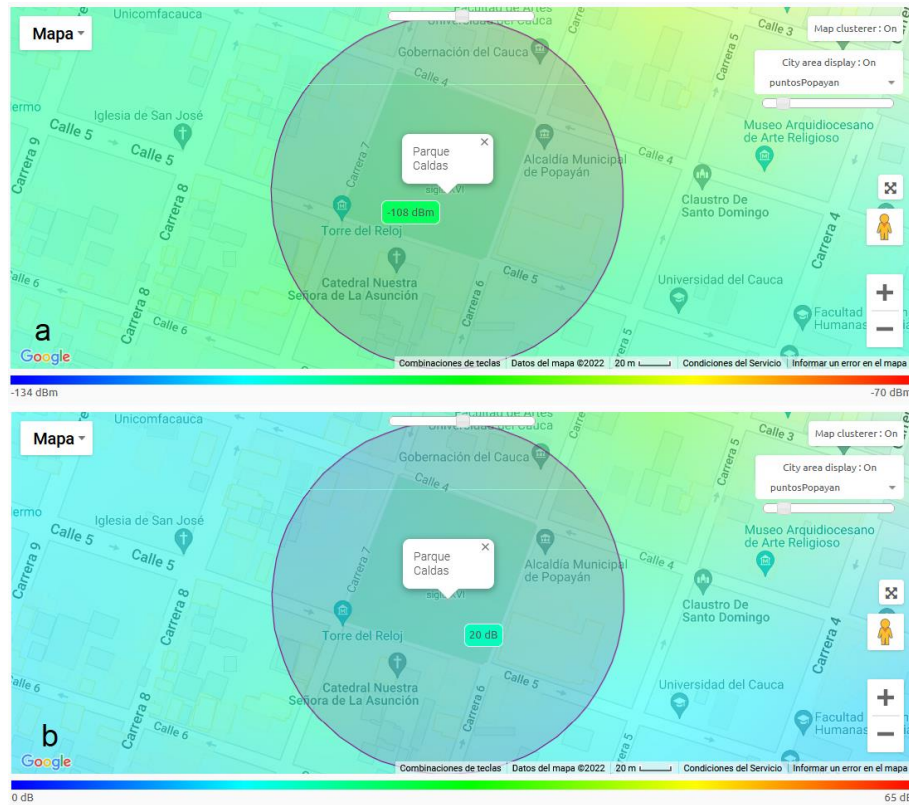 Mapa
Unicomfacauca
Universidad del Cauca
Gobernación del Cauca
Carrera 5
Calle 3
Map clusterer : On
City area display : On
puntosPopayan
Calle 4
Iglesia de San José
Calle 5
Calle 5
Carrera 9
Carrera 8
Carrera 7
Parque
Caldas
Alcaldía Municipal
de Popayán
Calle 4
Museo Arquidiocesano
de Arte Religioso
Claustro De
Santo Domingo
-108 dBm
Torre del Reloj
Carrera 4
Catedral Nuestra
Señora de La Asunción
Calle 5
Carrera 6
Universidad del Cauca
Carrera 8
Calle 6
Facultad
Humanas
a
Google
Combinaciones de teclas
Datos del mapa ©2022
20 m
Condiciones del Servicio
Informar un error en el mapa
-134 dBm
-70 dBm
Mapa
Unicomfacauca
Gobernación del Cauca
Carrera 5
Calle 3
Map clusterer : On
City area display : On
puntosPopayan
Calle 4
Iglesia de San José
Calle 5
Calle 5
Carrera 9
Carrera 8
Carrera 7
Parque
Caldas
Alcaldía Municipal
de Popayán
Calle 4
Museo Arquidiocesano
de Arte Religioso
Claustro De
Santo Domingo
20 dB
Torre del Reloj
Carrera 4
Catedral Nuestra
Señora de La Asunción
Calle 5
Carrera 6
Universidad del Cauca
Calle 6
Carrera 8
Calle 6
Facultad
b
Google
Combinaciones de teclas
Datos del mapa ©2022
20 m
Condiciones del Servicio
Informar un error en el mapa
0 dB
65 dB